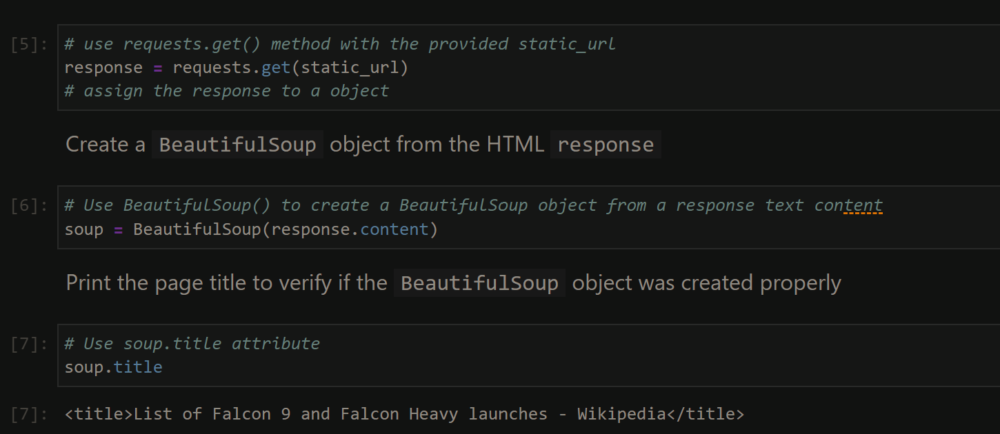 [5]: # use requests.get() method with the provided static_url
response = requests.get(static_url)
# assign the response to a object
Create a BeautifulSoup object from the HTML response
[6]: # Use BeautifulSoup() to create a BeautifulSoup object from a response text content
soup = BeautifulSoup(response.content)
Print the page title to verify if the BeautifulSoup object was created properly
[7]: # Use soup.title attribute
soup.title
[7]: <title>List of Falcon 9 and Falcon Heavy launches - Wikipedia</title>